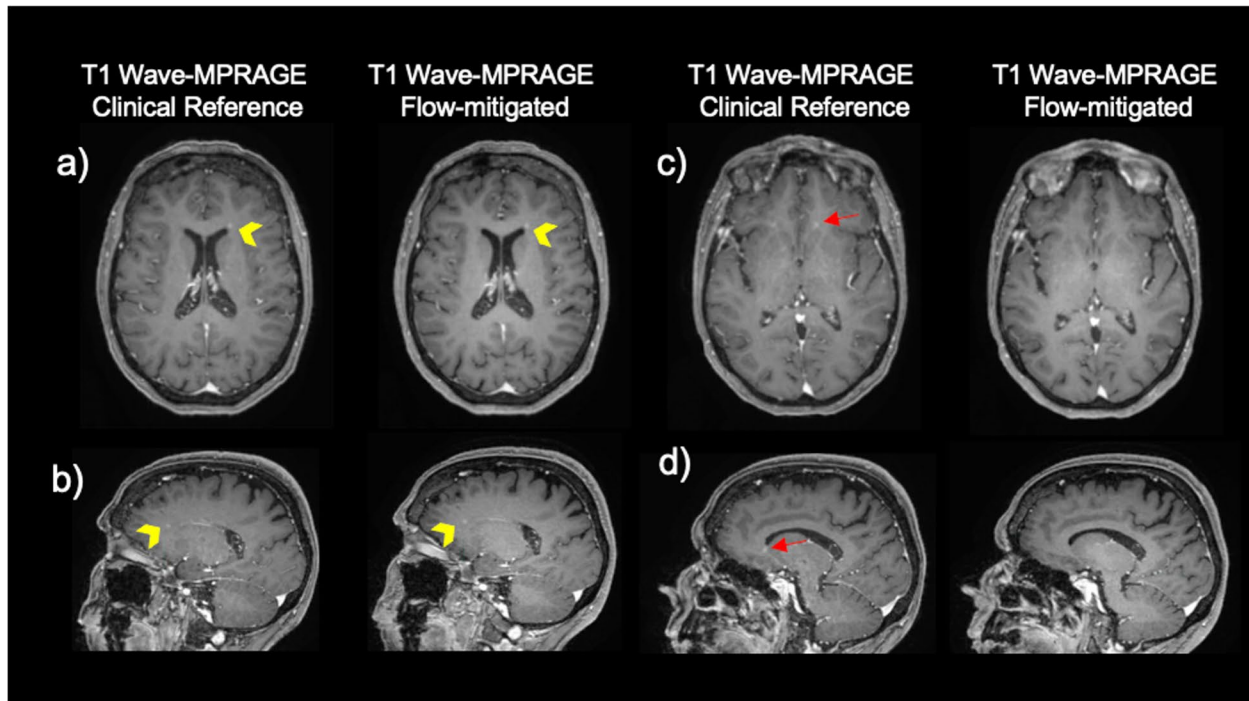 T1 Wave-MPRAGE
Clinical Reference
T1 Wave-MPRAGE
Flow-mitigated
T1 Wave-MPRAGE
Clinical Reference
T1 Wave-MPRAGE
Flow-mitigated
a)
c)
b)
d)